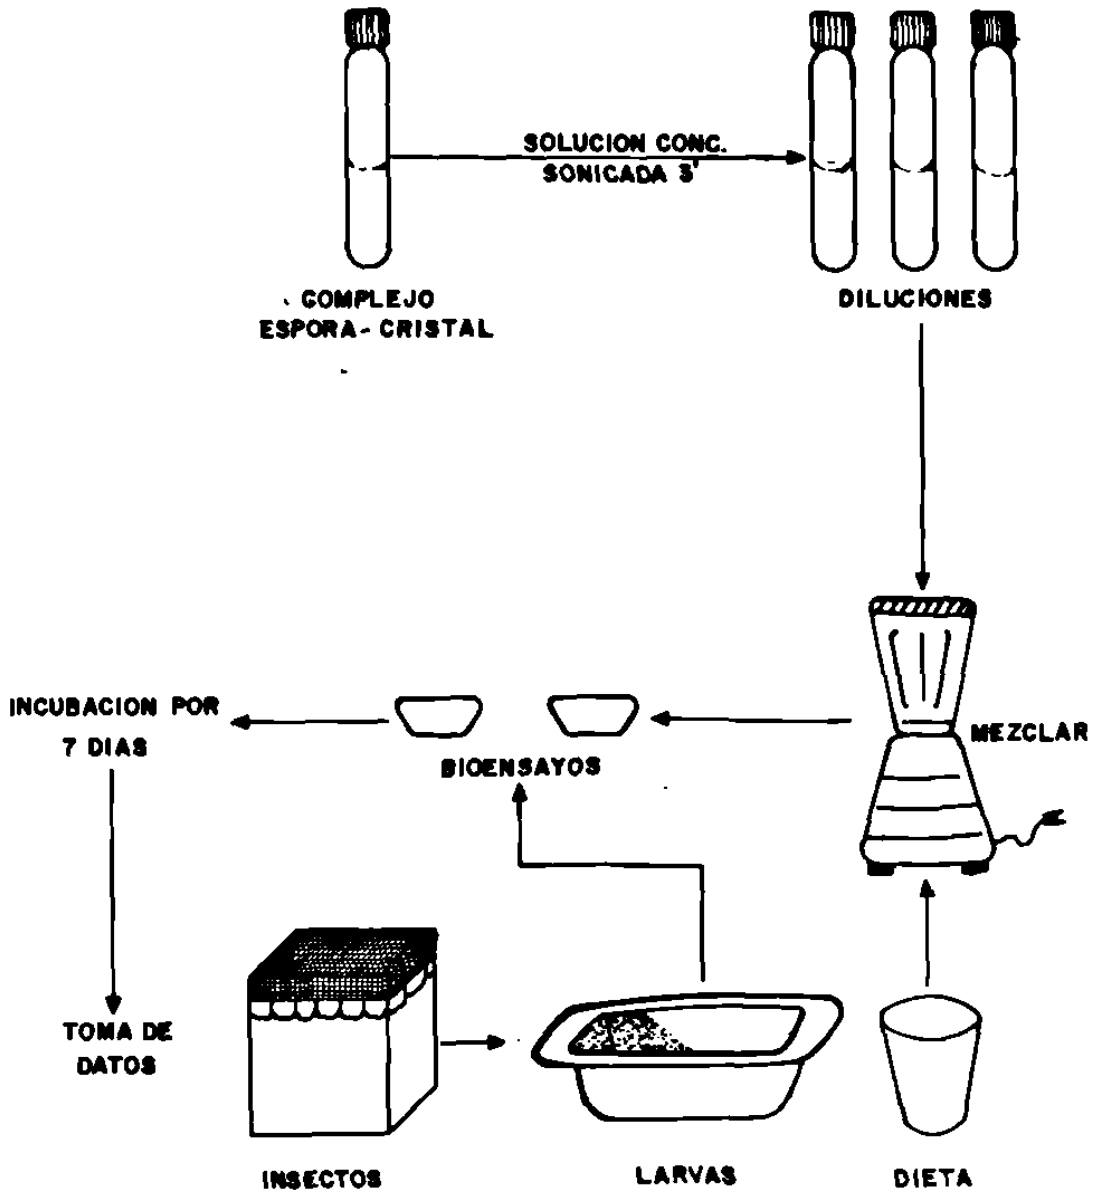 SOLUCION CONC.
SONICADA 3'
COMPLEJO
ESPORA-CRISTAL
DILUCIONES
INCUBACION POR
7 DIAS
MEZCLAR
BIOENSAYOS
TOMA DE
DATOS
INSECTOS
LARVAS
DIETA